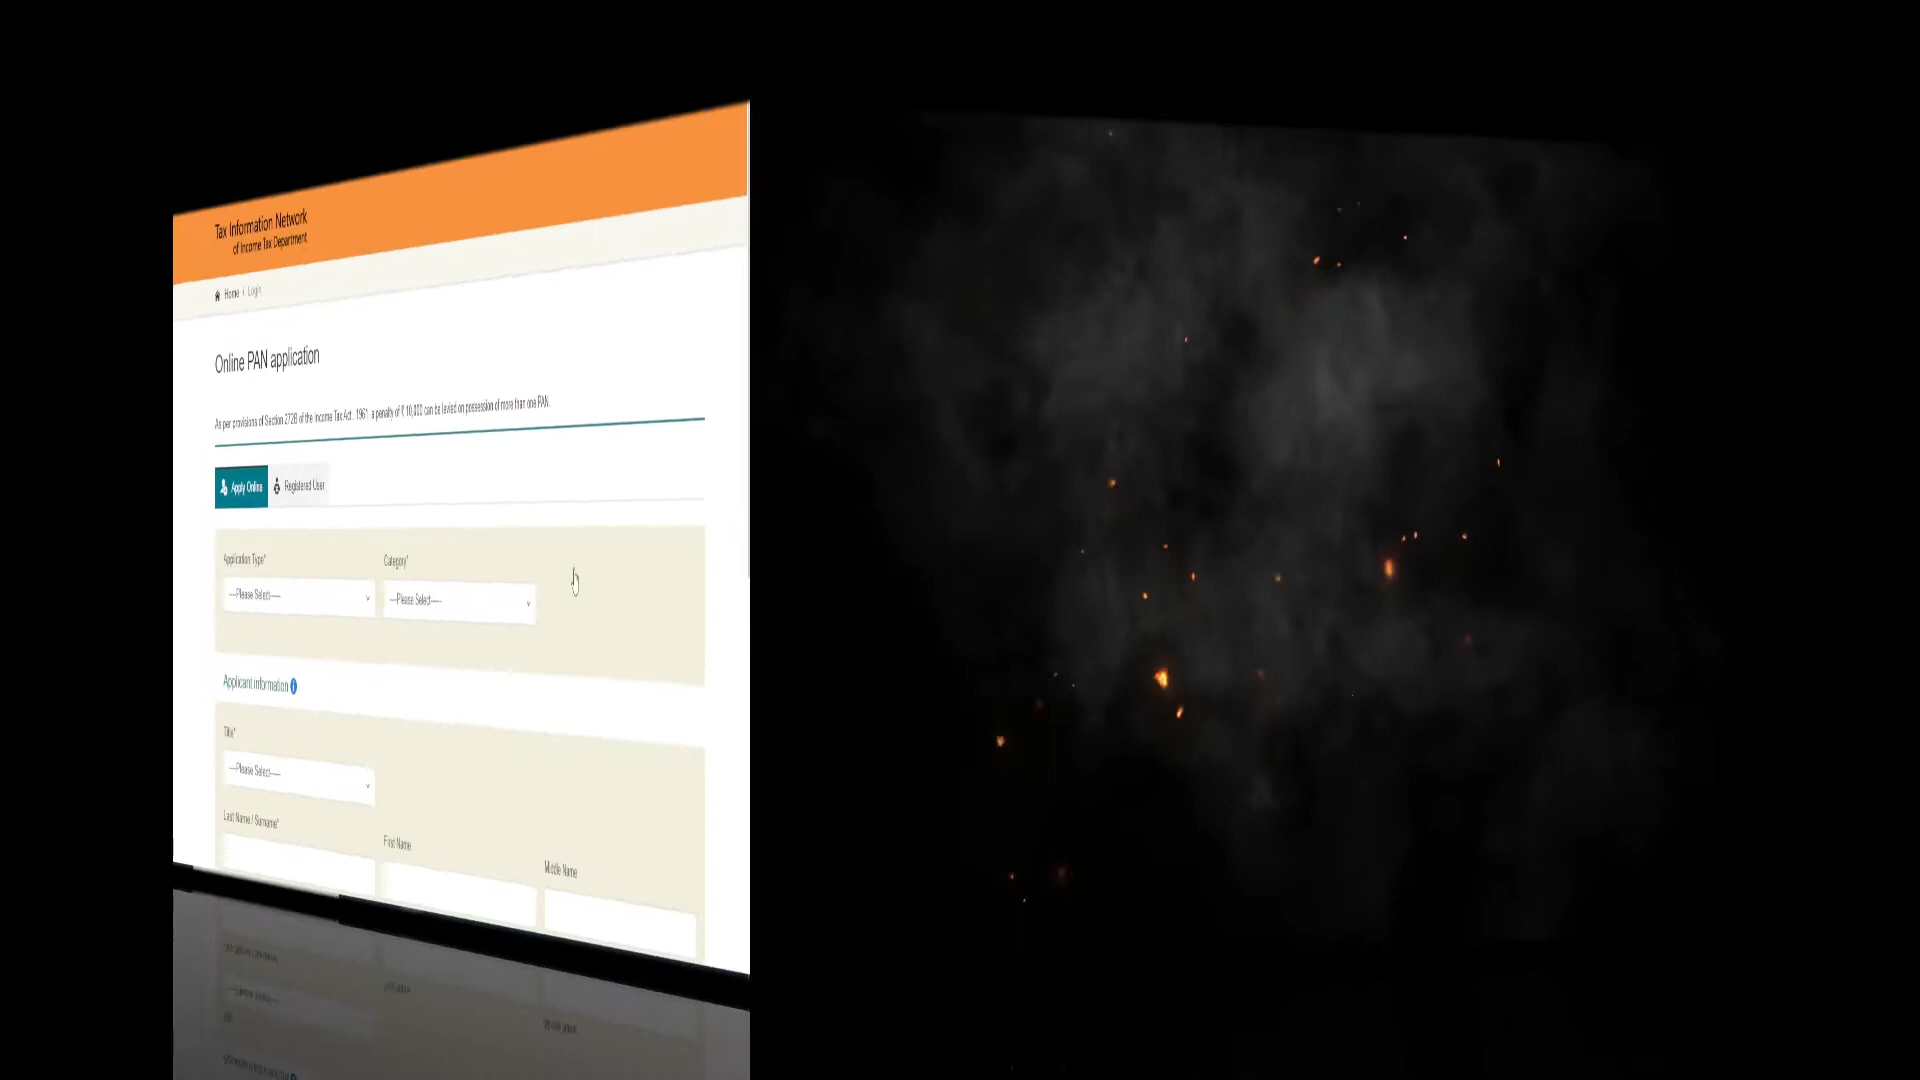 Tax Information Network
of Income Tax Department
Home / Login
Online PAN application
As per provisions of Section 272B of the Income Tax Act., 1961, a penalty of ₹ 10,000 can be levied on possession of more than one PAN.
Apply Online
Registered User
Application Type*
Category*
---Please Select----
---Please Select-----
Applicant information
Title*
---Please Select----
Last Name / Surname*
First Name
Middle Name